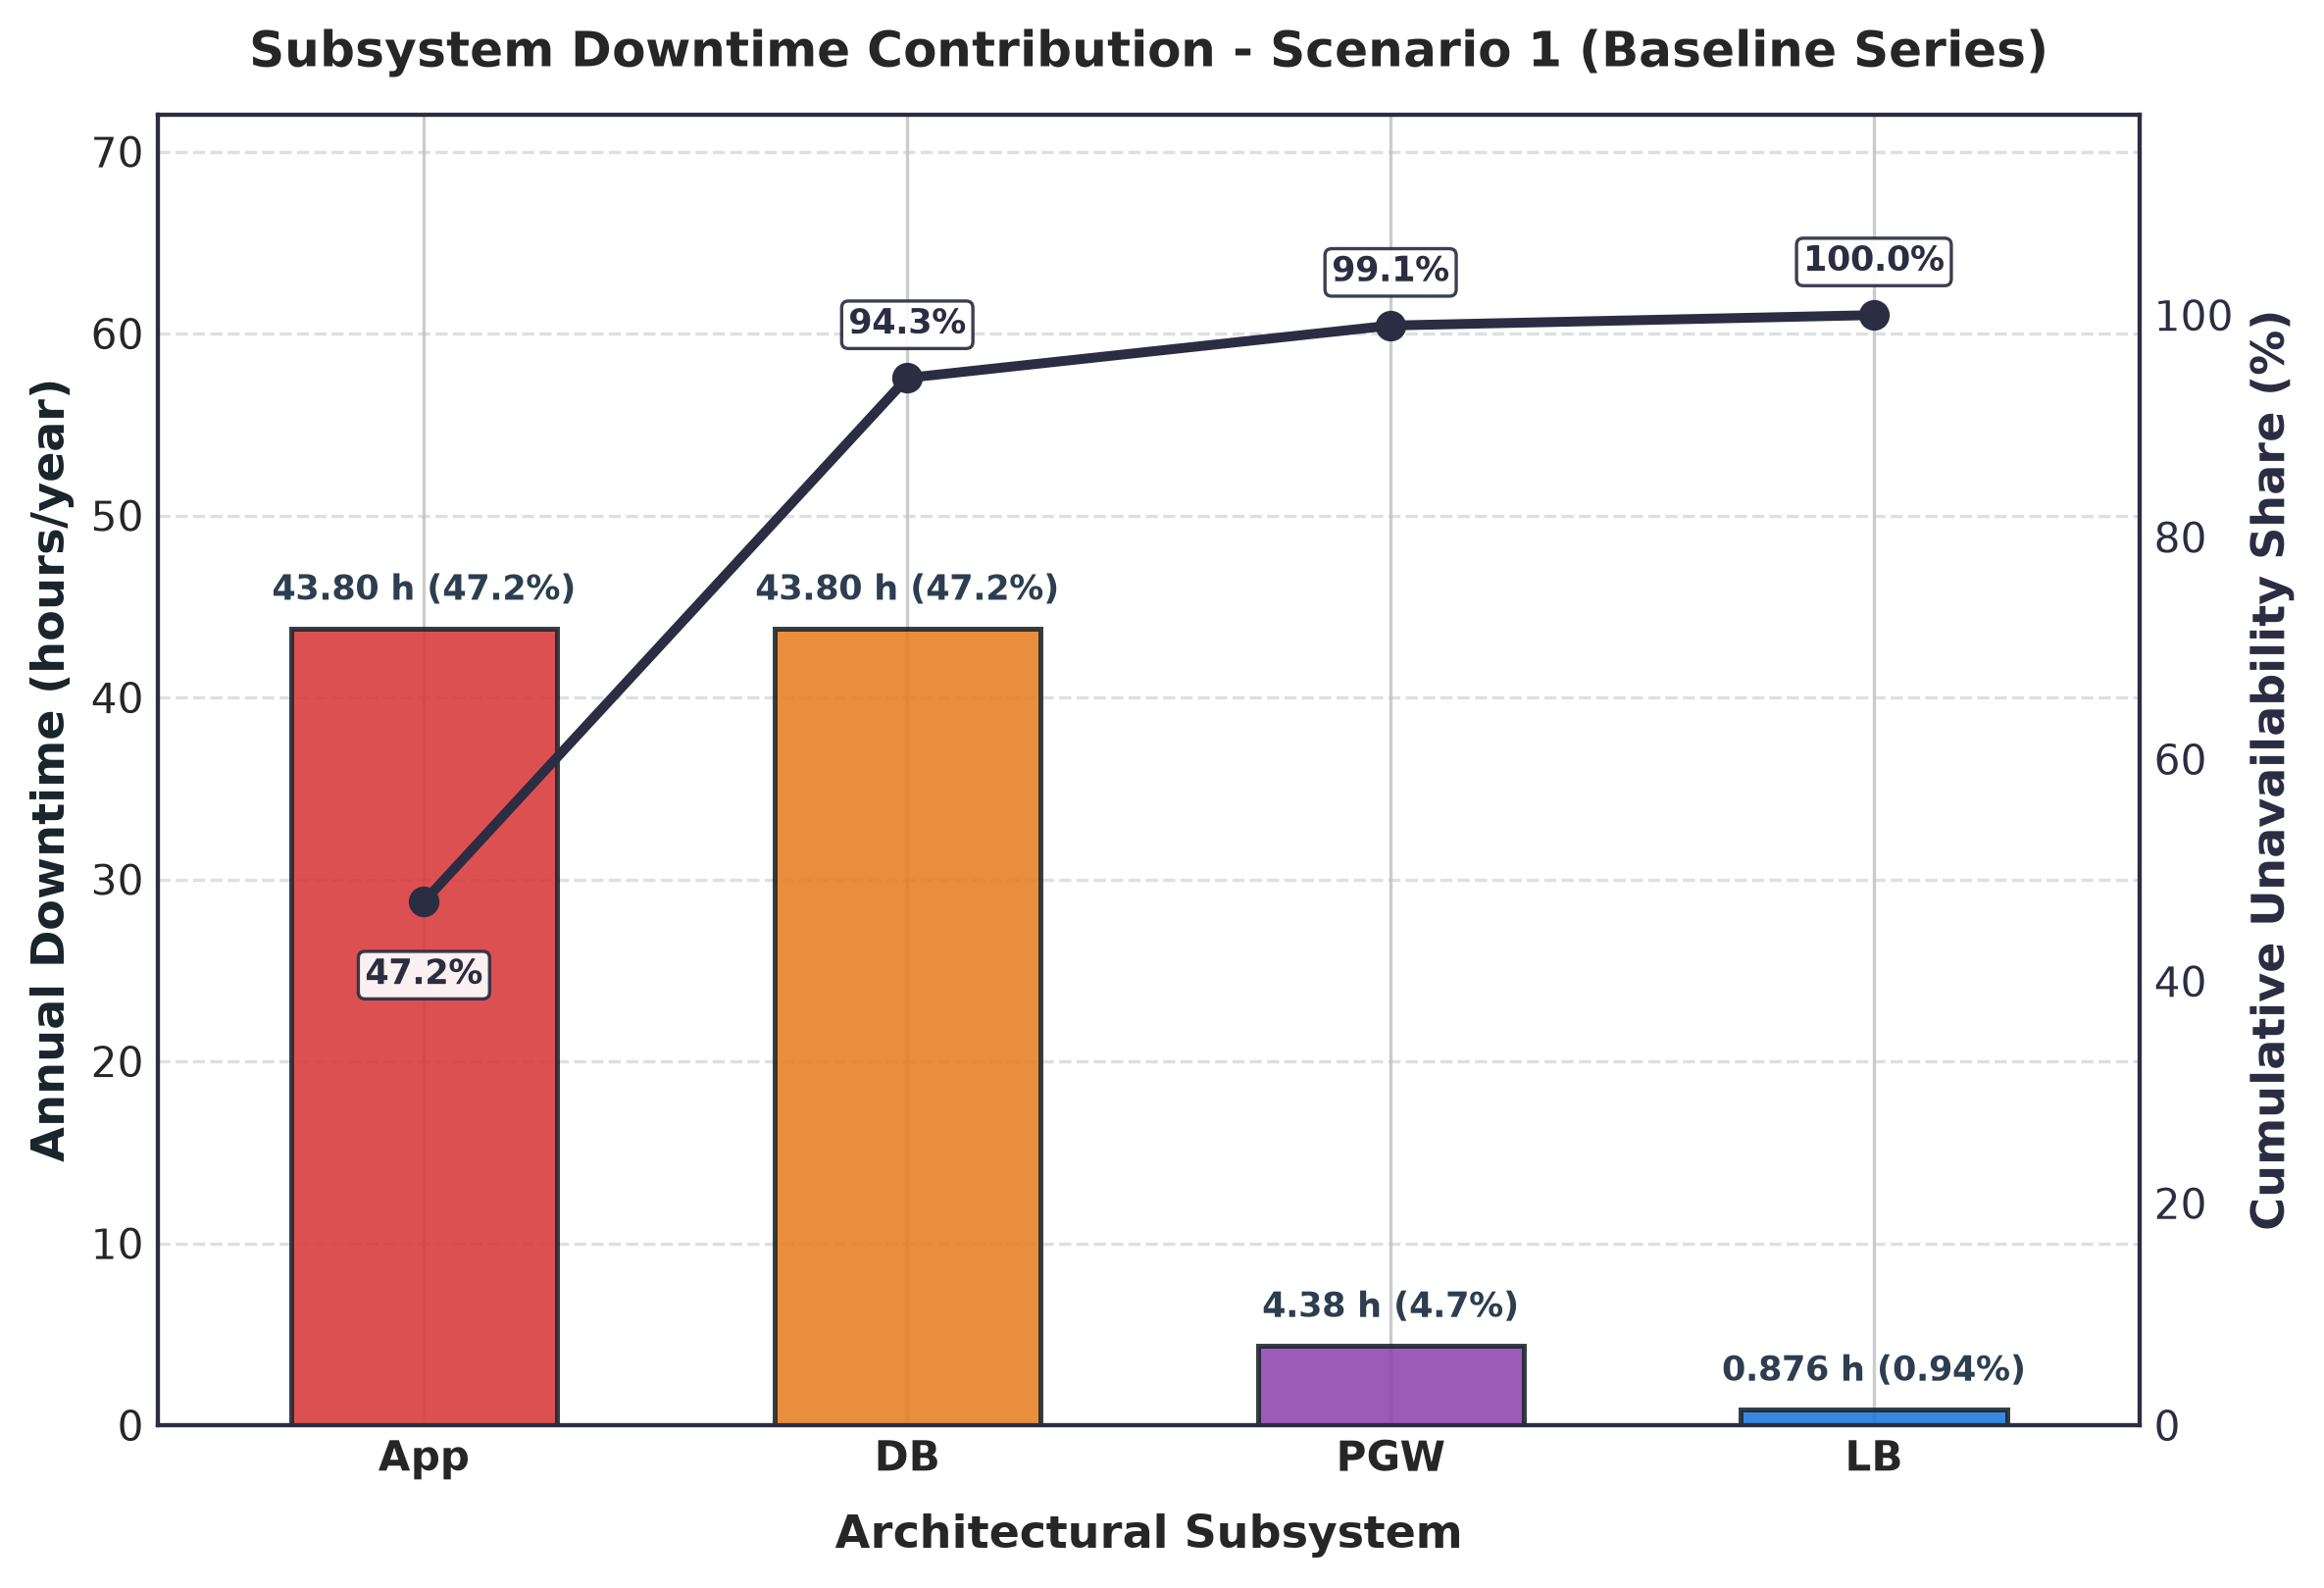 Subsystem Downtime Contribution - Scenario 1 (Baseline Series)
Annual Downtime (hours/year)
70
60
50
40
30
20
10
0
43.80 h (47.2%)
43.80 h (47.2%)
4.38 h (4.7%)
0.876 h (0.94%)
47.2%
94.3%
99.1%
100.0%
100
80
60
40
20
0
Cumulative Unavailability Share (%)
App
DB
PGW
LB
Architectural Subsystem